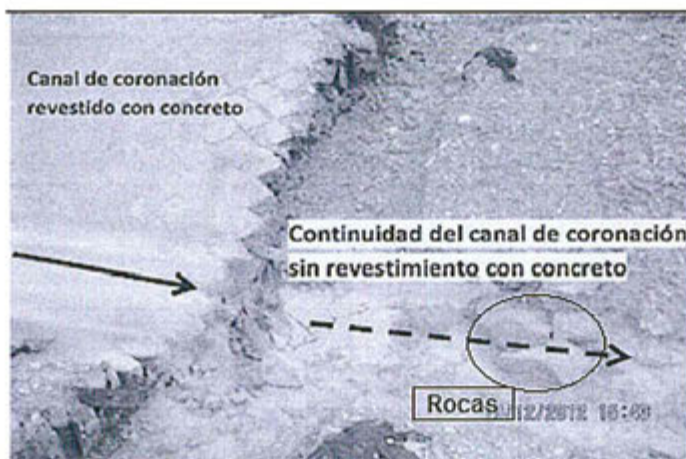 Canal de coronación
revestido con concreto
Continuidad del canal de coronación
sin revestimiento con concreto
Rocas
/12/2012